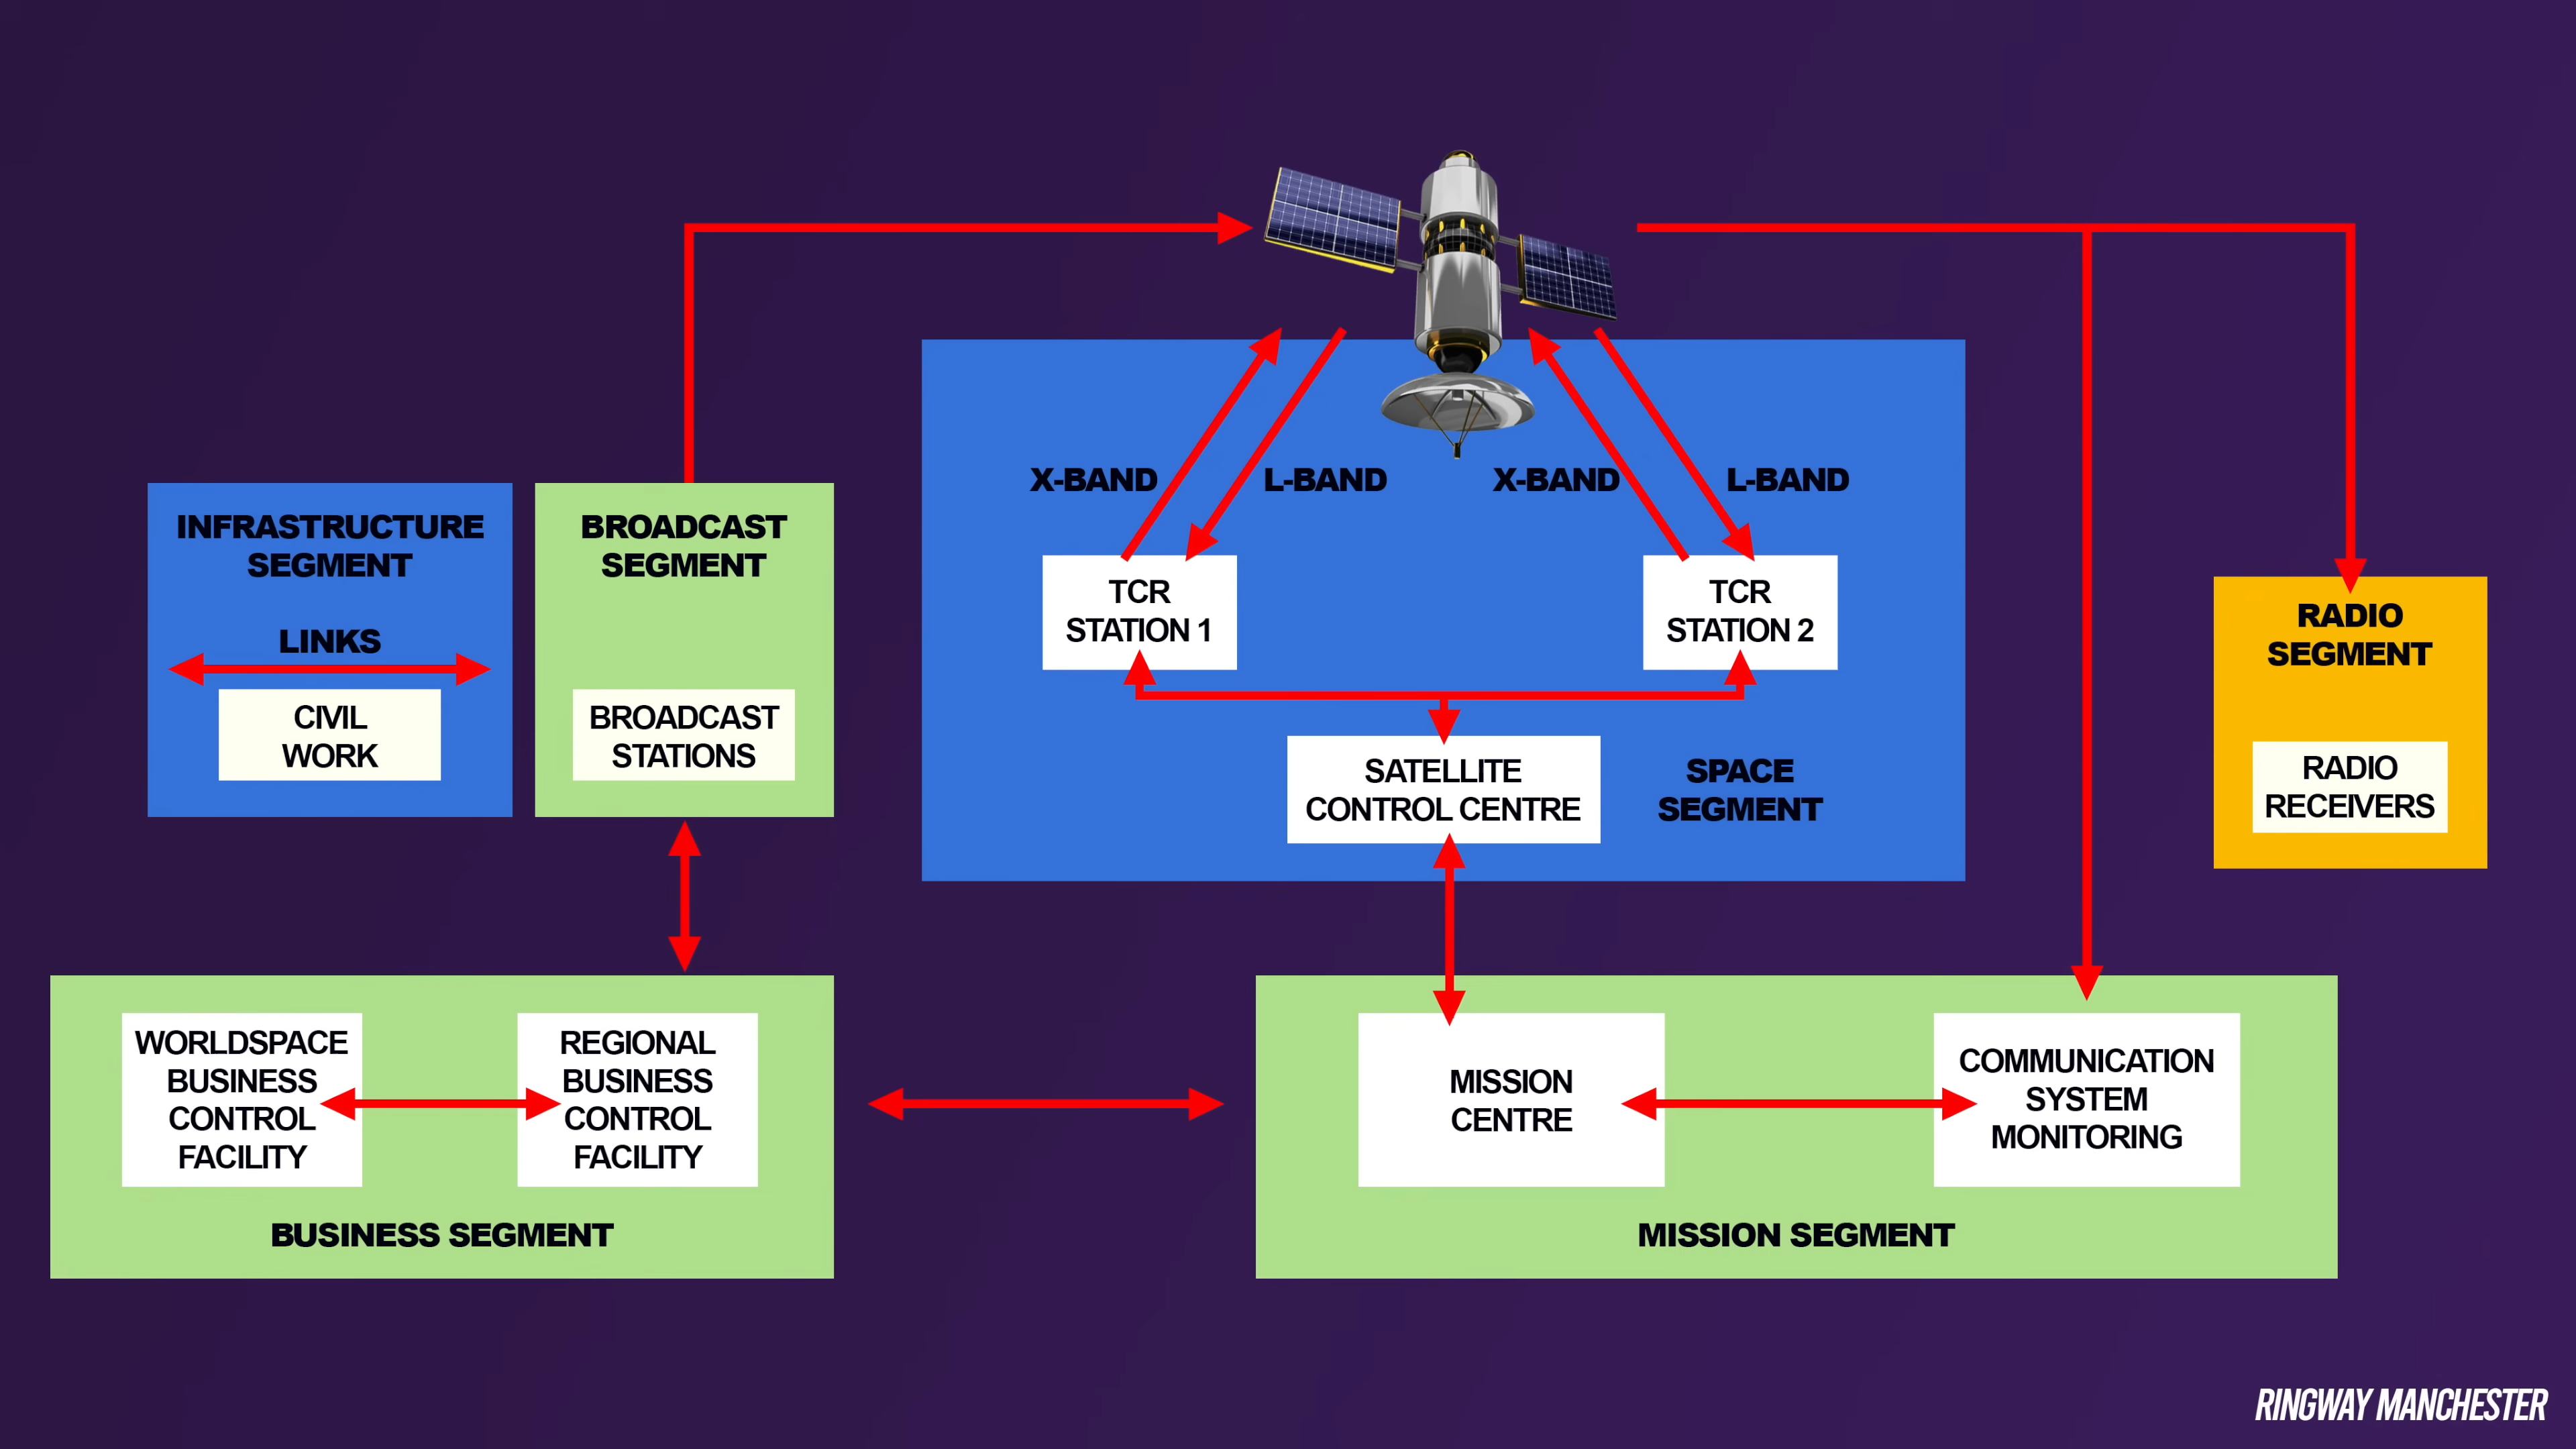 X-BAND
L-BAND
X-BAND
L-BAND
INFRASTRUCTURE
SEGMENT
LINKS
CIVIL
WORK
BROADCAST
SEGMENT
BROADCAST
STATIONS
TCR
STATION 1
TCR
STATION 2
SATELLITE
CONTROL CENTRE
SPACE
SEGMENT
RADIO
SEGMENT
RADIO
RECEIVERS
WORLDSPACE
BUSINESS
CONTROL
FACILITY
REGIONAL
BUSINESS
CONTROL
FACILITY
BUSINESS SEGMENT
MISSION
CENTRE
COMMUNICATION
SYSTEM
MONITORING
MISSION SEGMENT
RINGWAY MANCHESTER